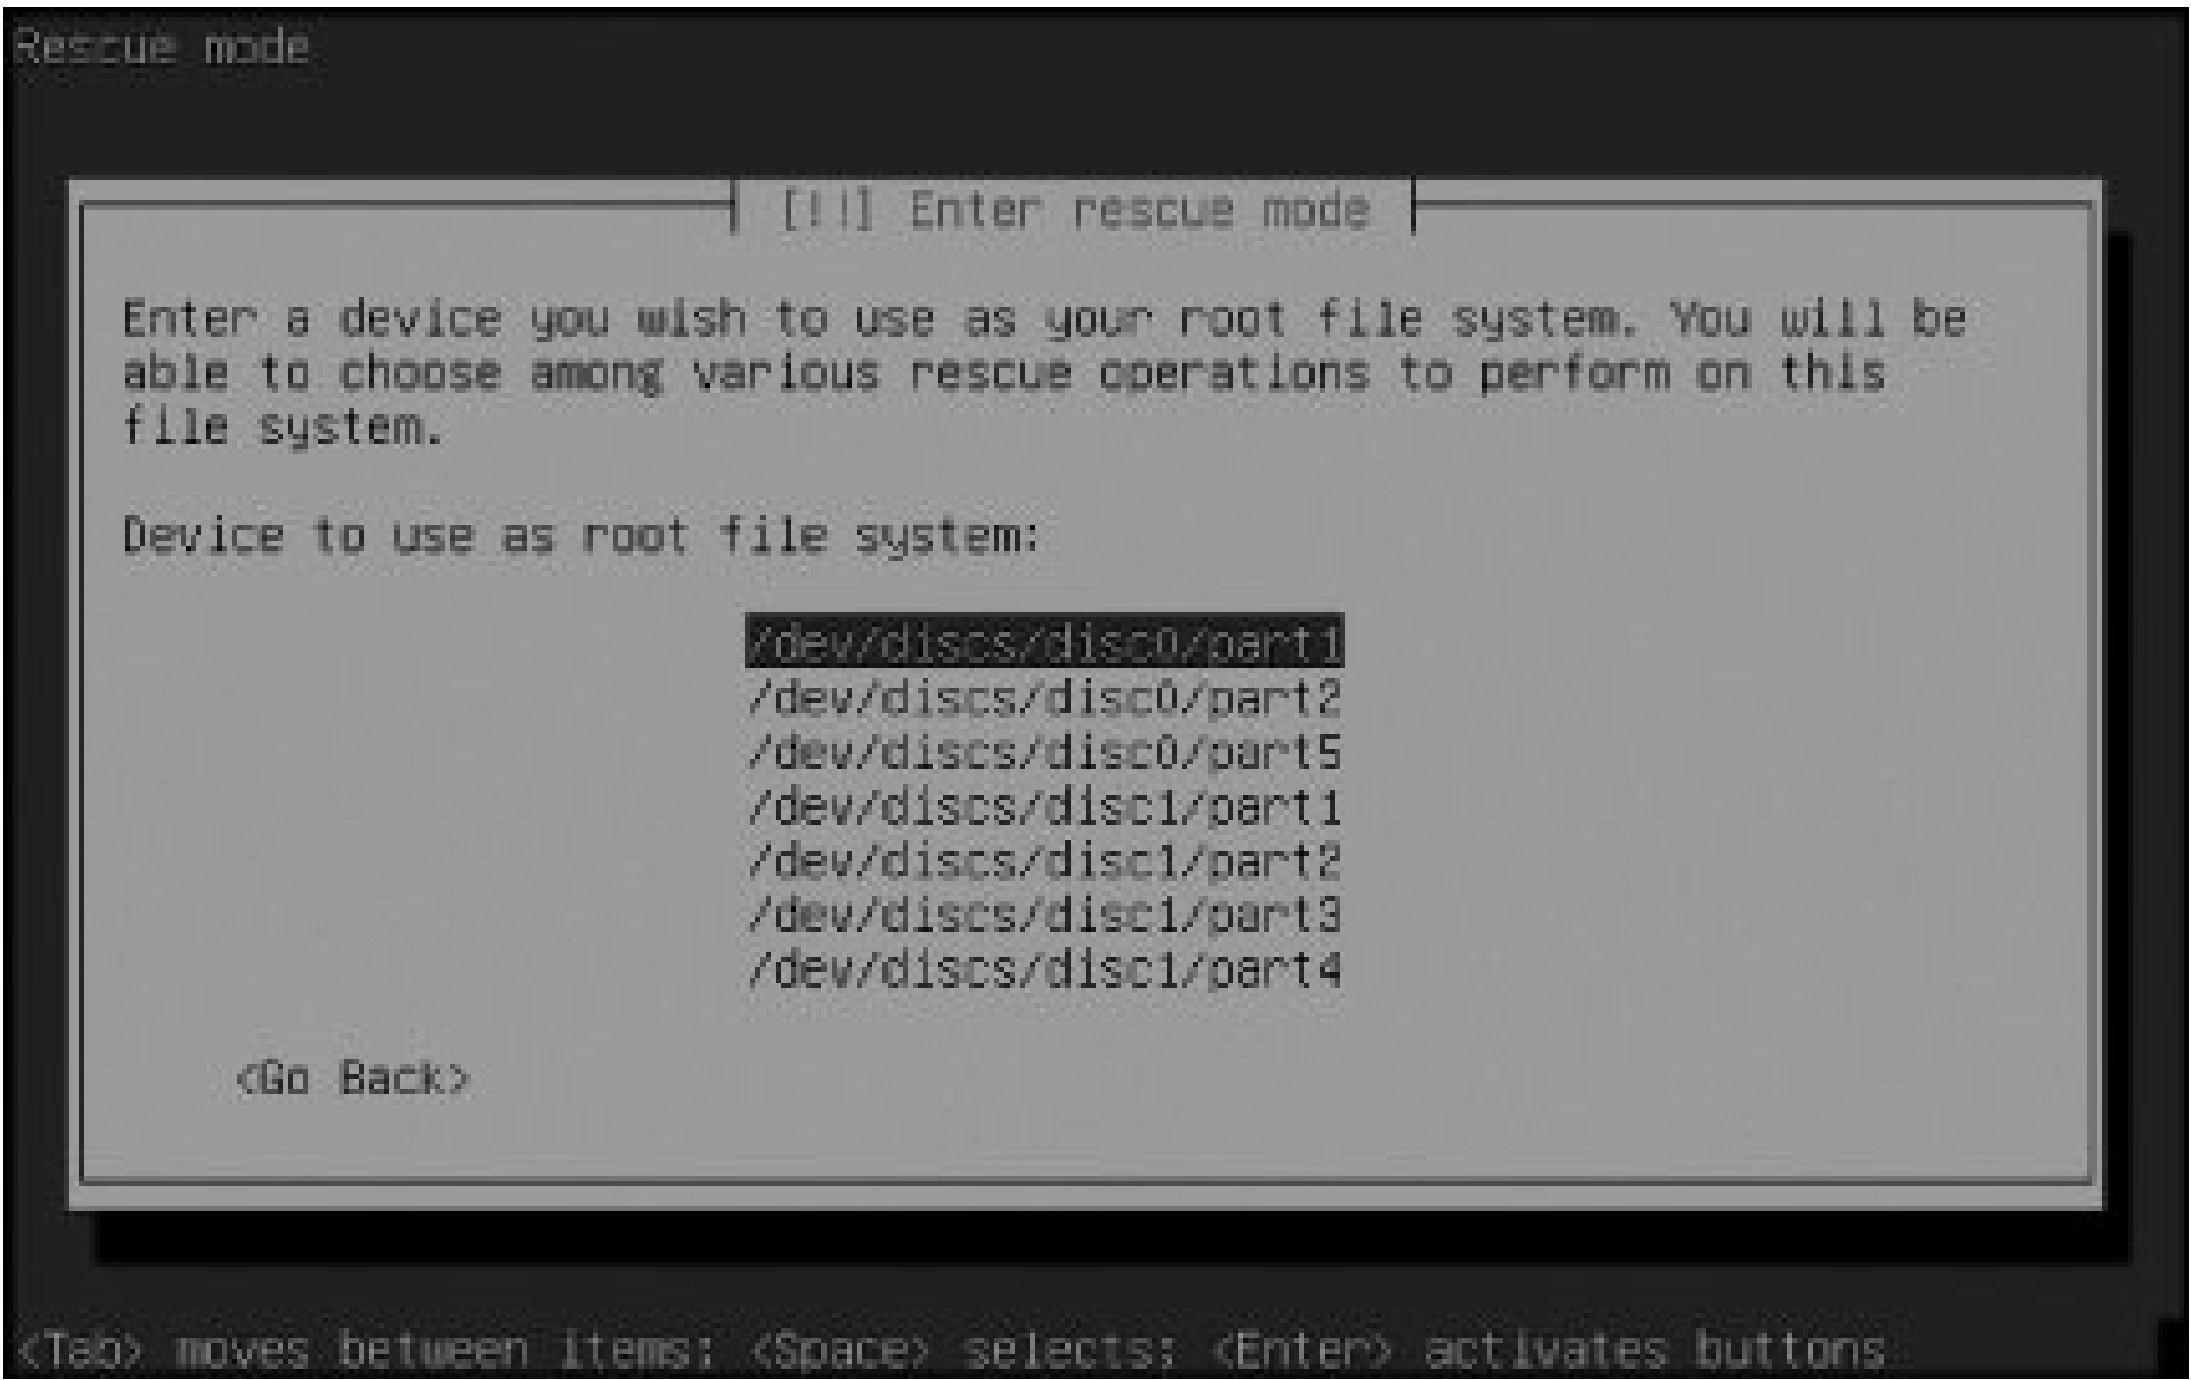 Rescue mode
[!!] Enter rescue mode
Enter a device you wish to use as your root file system. You will be
able to choose among various rescue operations to perform on this
file system.
Device to use as root file system:
/dev/discs/disc0/part1
/dev/discs/disc0/part2
/dev/discs/disc0/part5
/dev/discs/disc1/part1
/dev/discs/disc1/part2
/dev/discs/disc1/part3
/dev/discs/disc1/part4
<Go Back>
<Tab> moves between items; <Space> selects; <Enter> activates buttons